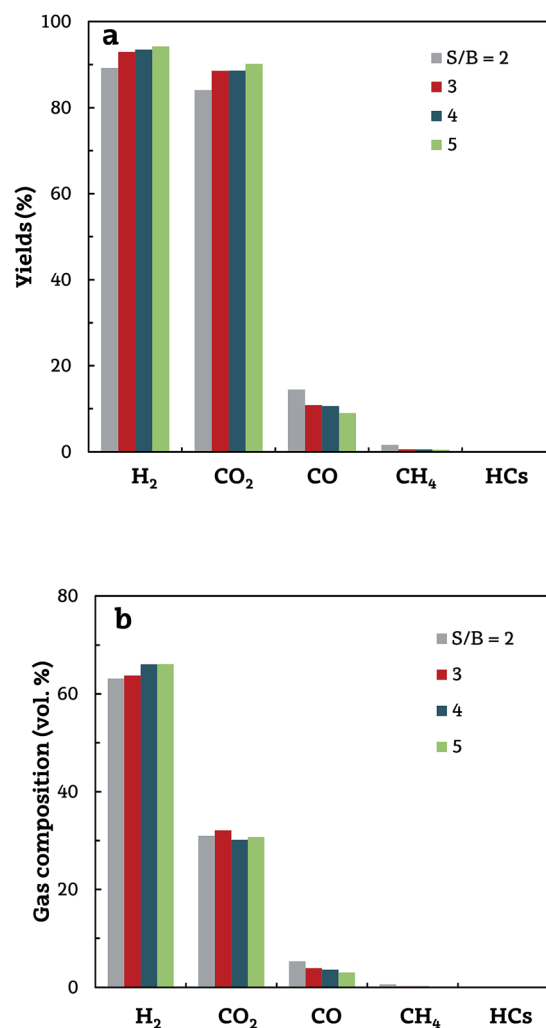 a
S/B = 2
3
4
5
Yields (%)
100
80
60
40
20
0
H₂ CO₂ CO CH₄ HCs
b
S/B = 2
3
4
5
Gas composition (vol. %)
80
60
40
20
0
H₂ CO₂ CO CH₄ HCs